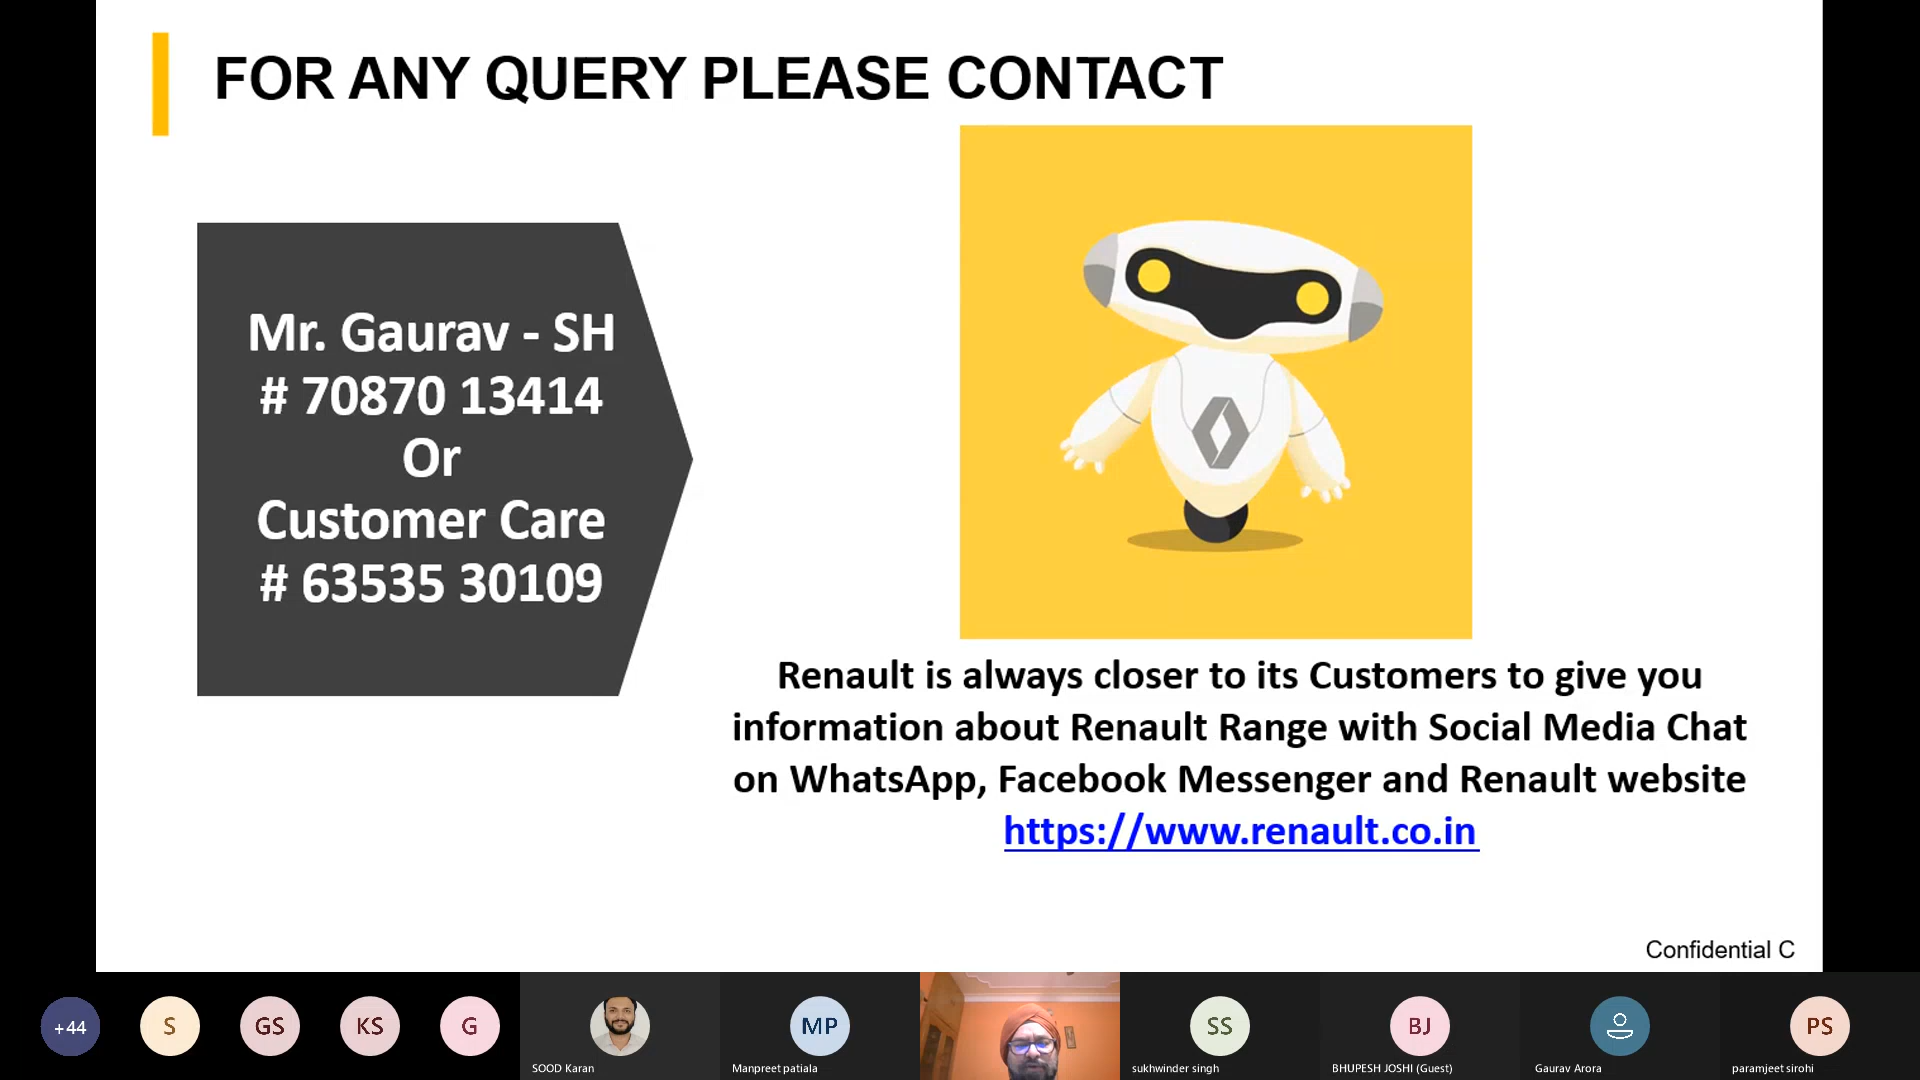 FOR ANY QUERY PLEASE CONTACT
Mr. Gaurav - SH
# 70870 13414
Or
Customer Care
# 63535 30109
Renault is always closer to its Customers to give you
information about Renault Range with Social Media Chat
on WhatsApp, Facebook Messenger and Renault website
https://www.renault.co.in
Confidential C
+44
S
GS
KS
G
SOOD Karan
MP
Manpreet patiala
SS
sukhwinder singh
BJ
BHUPESH JOSHI (Guest)
Gaurav Arora
PS
paramjeet sirohi